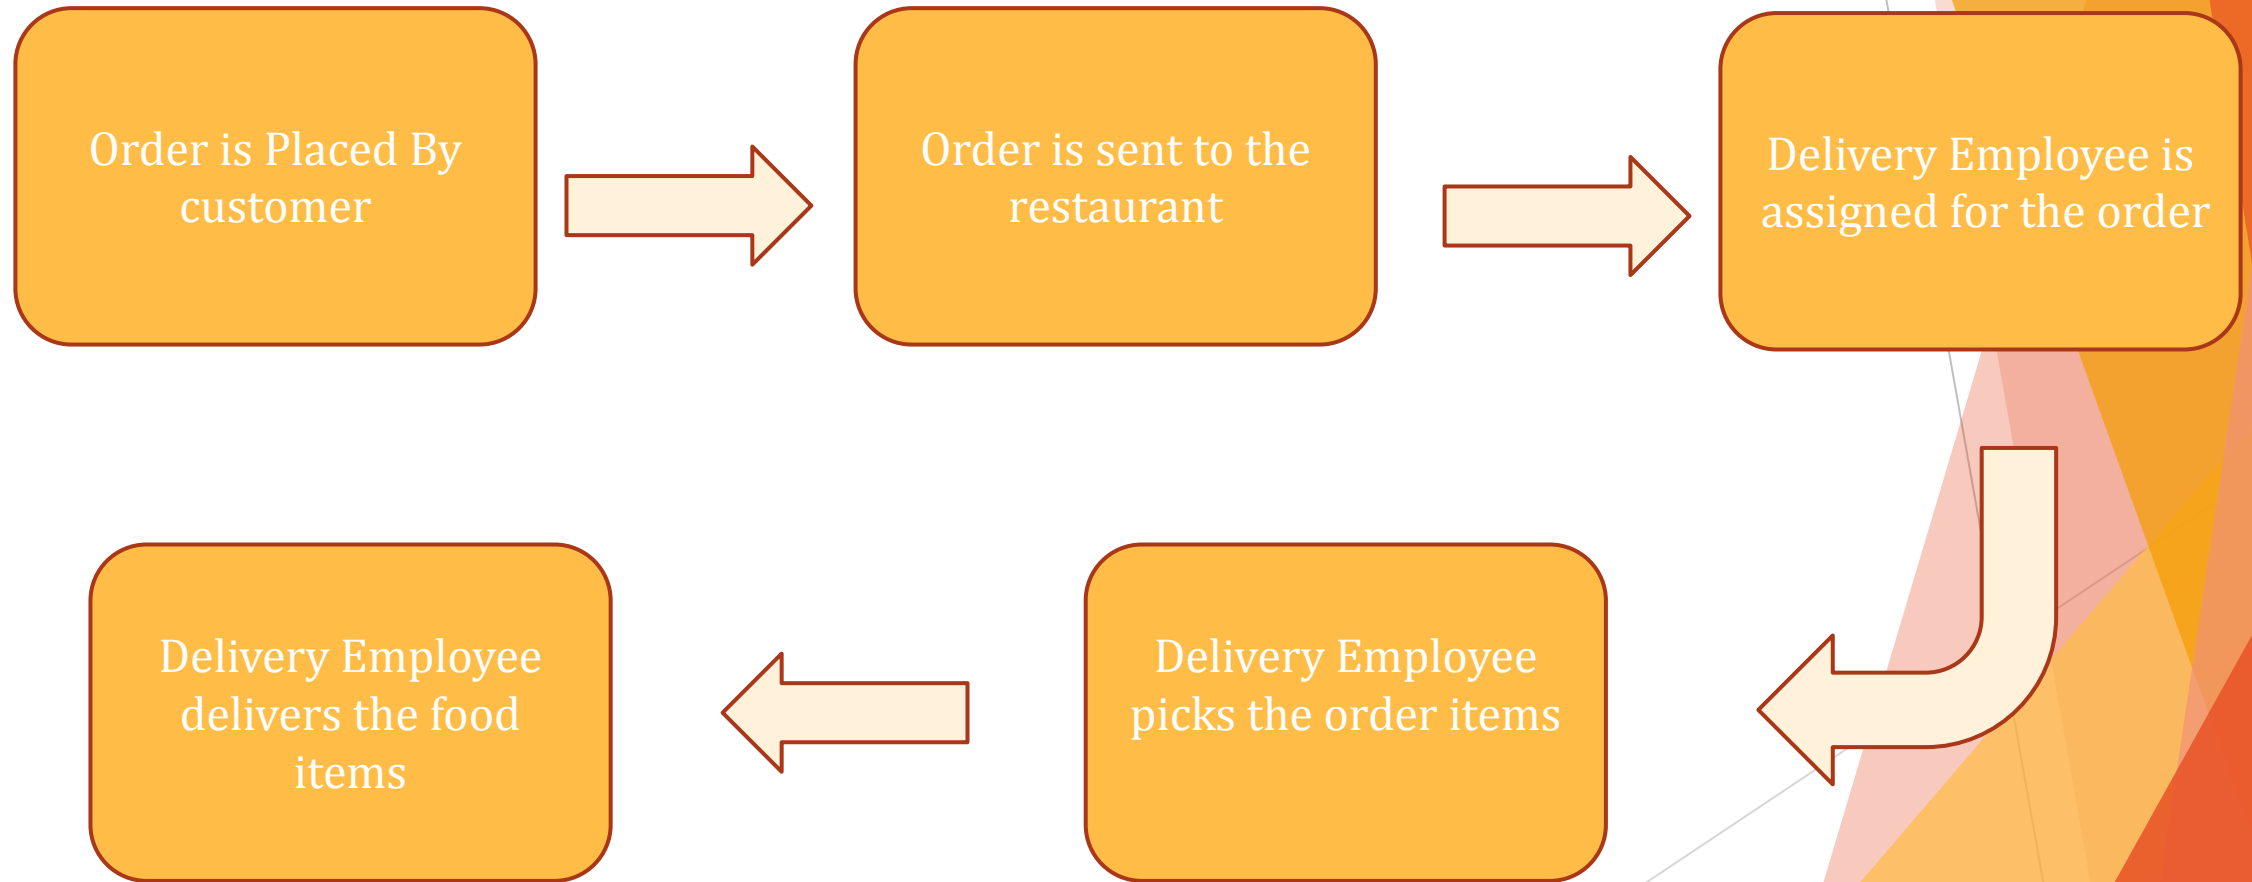 Order is Placed By
customer
Order is sent to the
restaurant
Delivery Employee is
assigned for the order
Delivery Employee
picks the order items
Delivery Employee
delivers the food
items